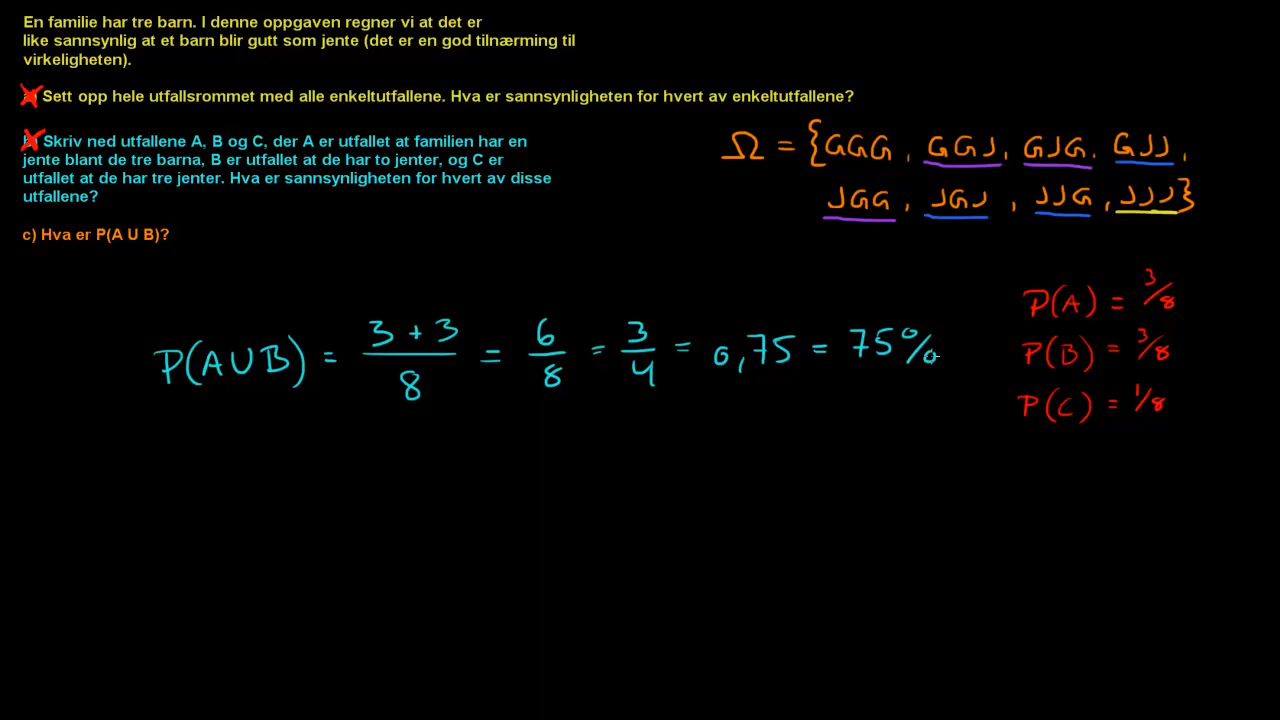 En familie har tre barn. I denne oppgaven regner vi at det er
like sannsynlig at et barn blir gutt som jente (det er en god tilnærming til
virkeligheten).
Sett opp hele utfallsrommet med alle enkeltutfallene. Hva er sannsynligheten for hvert av enkeltutfallene?
Skriv ned utfallene A, B og C, der A er utfallet at familien har en
jente blant de tre barna, B er utfallet at de har to jenter, og C er
utfallet at de har tre jenter. Hva er sannsynligheten for hvert av disse
utfallene?
c) Hva er P(A U B)?
Ω = {GGG, GGJ, GJG, GJJ,
JGG, JGJ, JJG, JJJ}
P(A∪B) = 3+3/8 = 6/8 = 3/4 = 0,75 = 75%
P(A) = 3/8
P(B) = 3/8
P(C) = 1/8